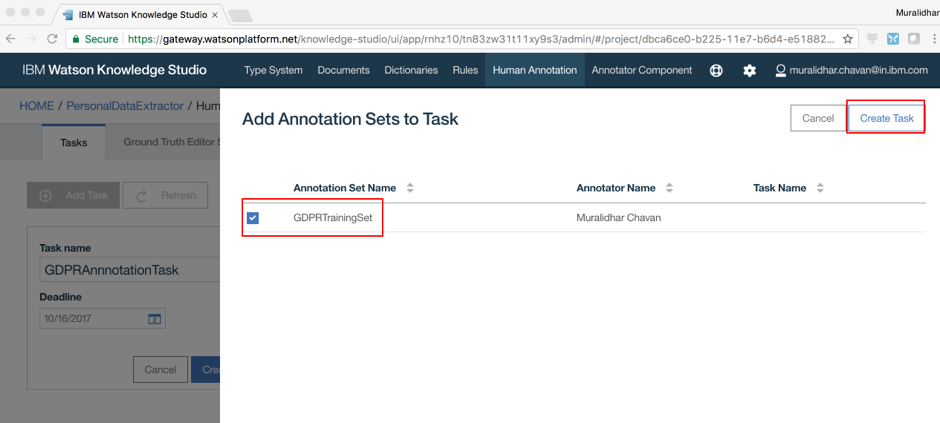 IBM Watson Knowledge Studio
Muralidhar
Secure https://gateway.watsonplatform.net/knowledge-studio/ui/app/rnhz10/tn83zw31t11xy9s3/admin/#/project/dbca6ce0-b225-11e7-b6d4-e51882...
IBM Watson Knowledge Studio Type System Documents Dictionaries Rules Human Annotation Annotator Component muralidhar.chavan@in.ibm.com
HOME / PersonalDataExtractor / Hum
Add Annotation Sets to Task Cancel Create Task
Tasks Ground Truth Editor S
Annotation Set Name Annotator Name Task Name
Add Task Refresh
GDPRTrainingSet Muralidhar Chavan
Task name
GDPRAnnnotationTask
Deadline
10/16/2017
Cancel Crea